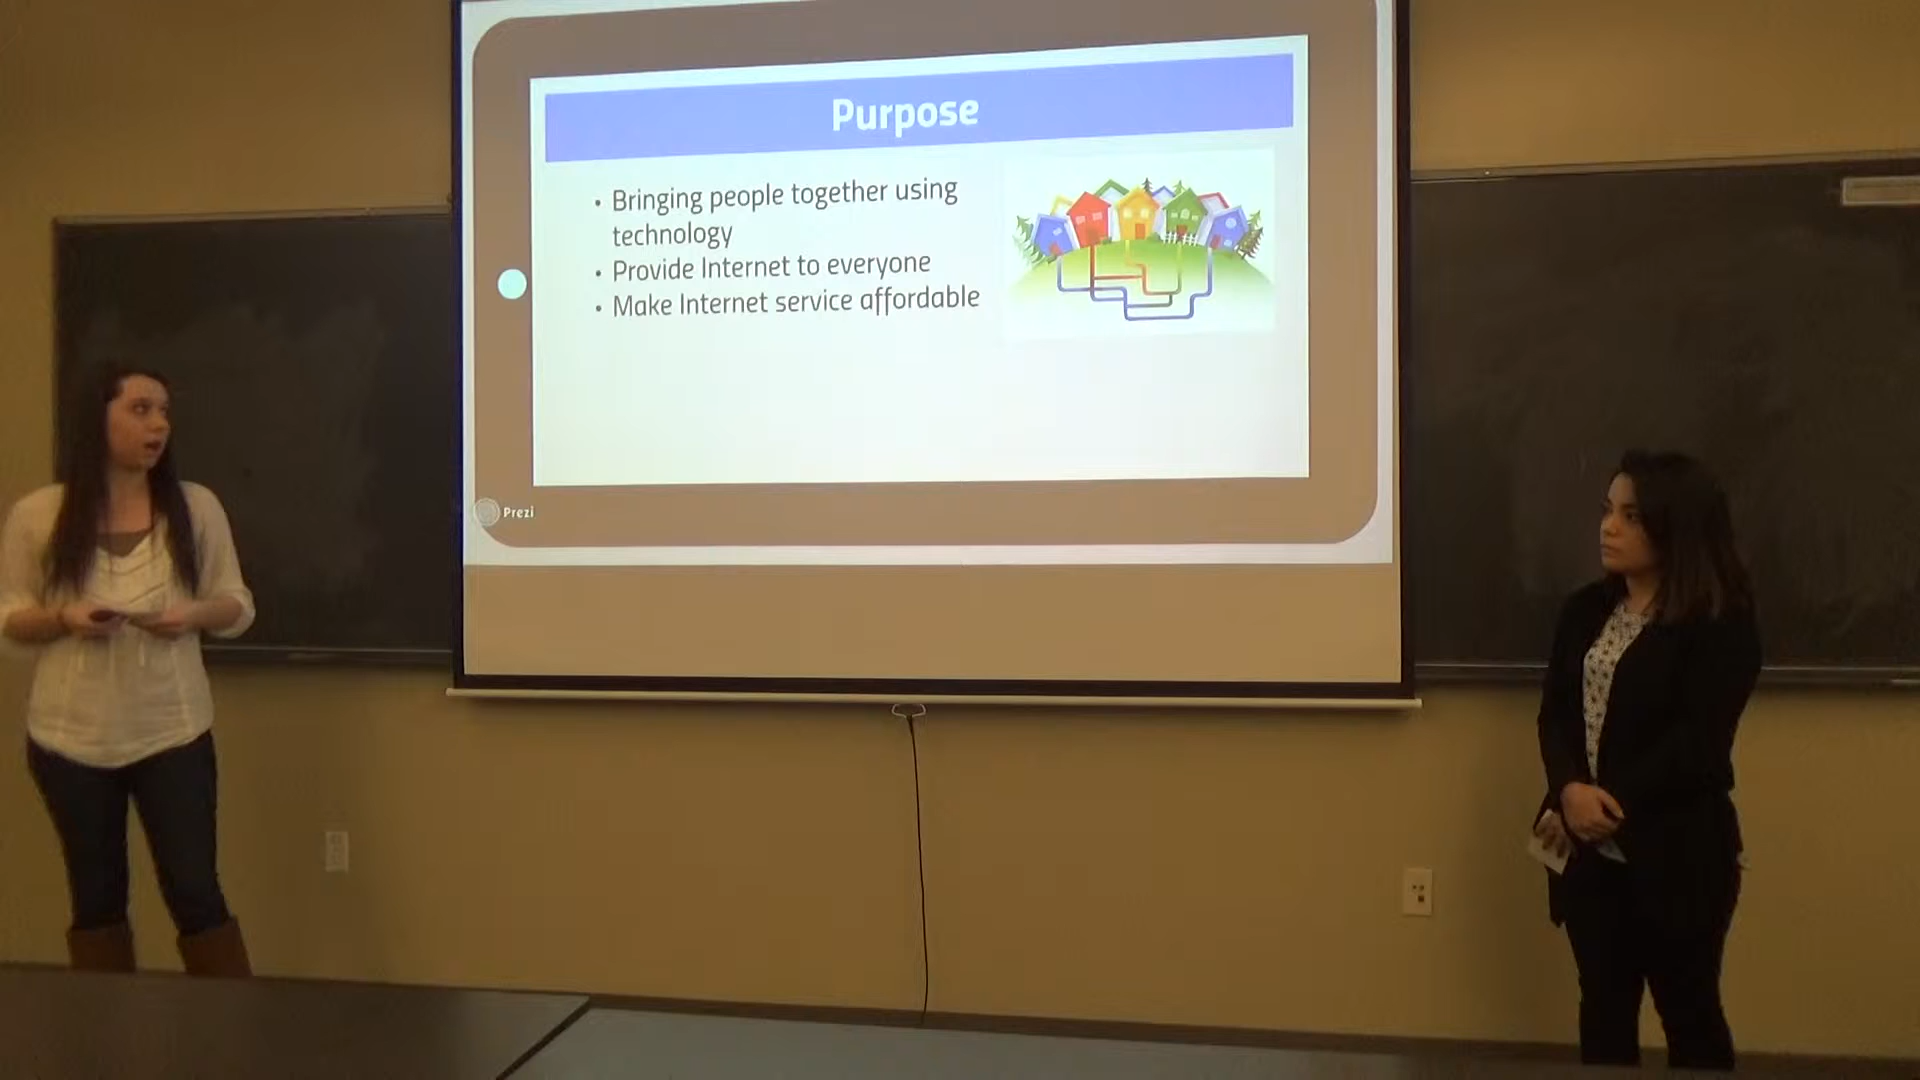 Purpose
• Bringing people together using
technology
• Provide Internet to everyone
• Make Internet service affordable
Prezi